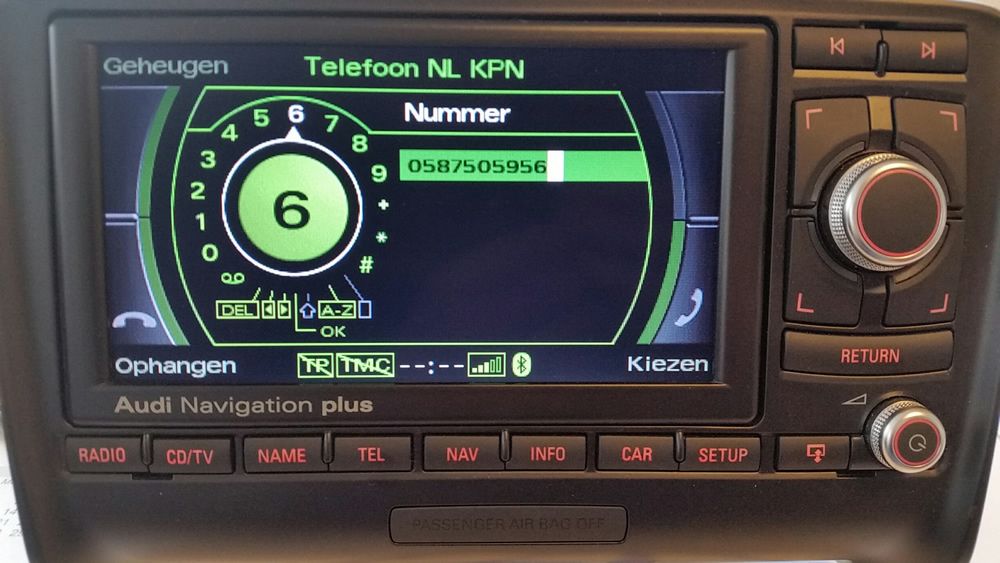 Geheugen
Telefoon NL KPN
Nummer
0587505956
0 1 2 3 4 5 6 7 8 9 + * #
6
DEL A-Z
OK
Ophangen
TP TMC --:--
Kiezen
Audi Navigation plus
RETURN
RADIO CD/TV NAME TEL NAV INFO CAR SETUP
PASSENGER AIR BAG OFF